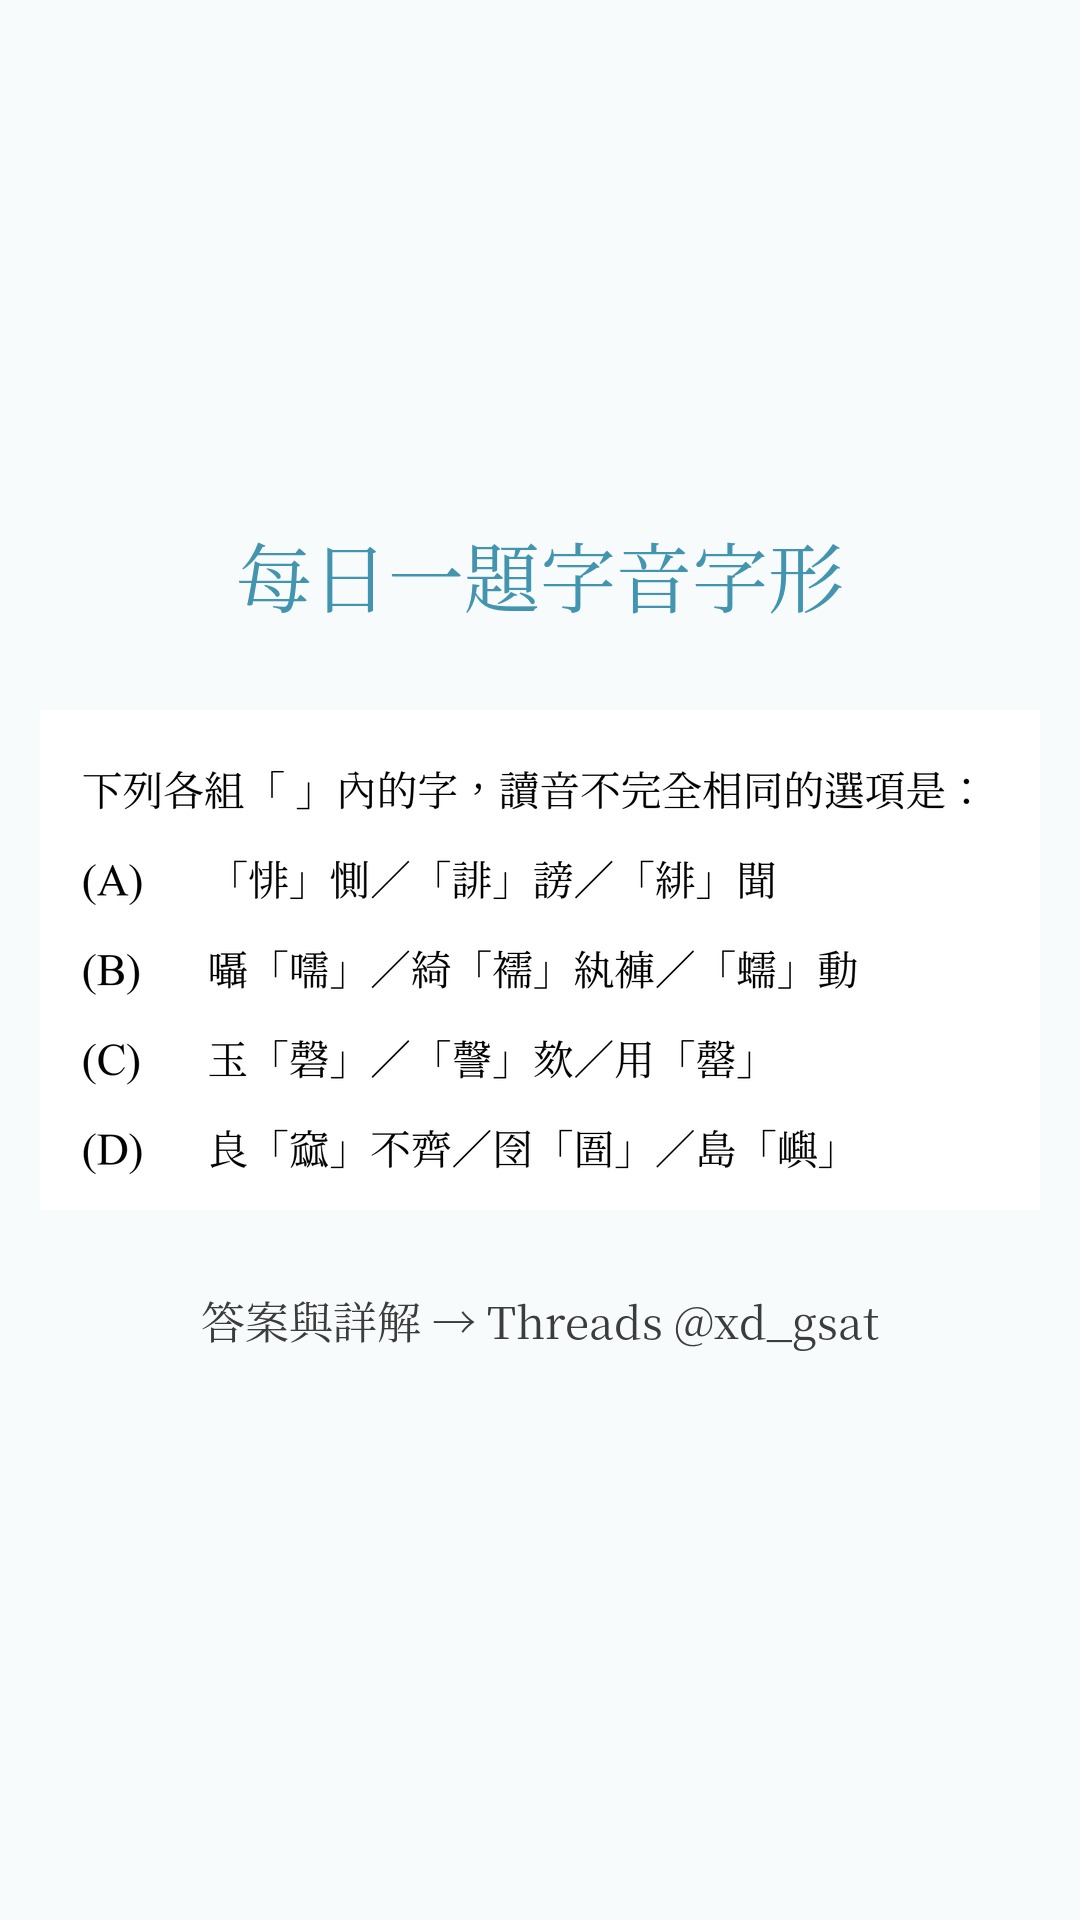 每日一題字音字形
下列各組「 」內的字，讀音不完全相同的選項是：
(A) 「悱」惻／「誹」謗／「緋」聞
(B) 囁「嚅」／綺「襦」紈褲／「蠕」動
(C) 玉「磬」／「謦」欬／用「罄」
(D) 良「窳」不齊／囹「圄」／島「嶼」
答案與詳解 → Threads @xd_gsat